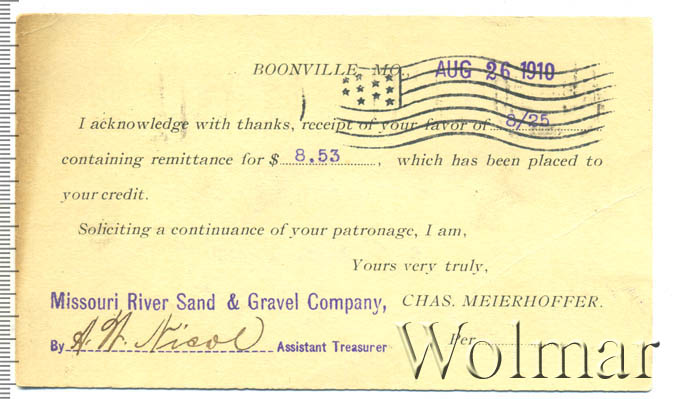 BOONVILLE, MO., AUG 26 1910
I acknowledge with thanks, receipt of your favor of 8/25
containing remittance for $ 8.53, which has been placed to
your credit.
Soliciting a continuance of your patronage, I am,
Yours very truly,
Missouri River Sand & Gravel Company, CHAS. MEIERHOFFER.
By A. W. Nicol Assistant Treasurer Per
Wolmar